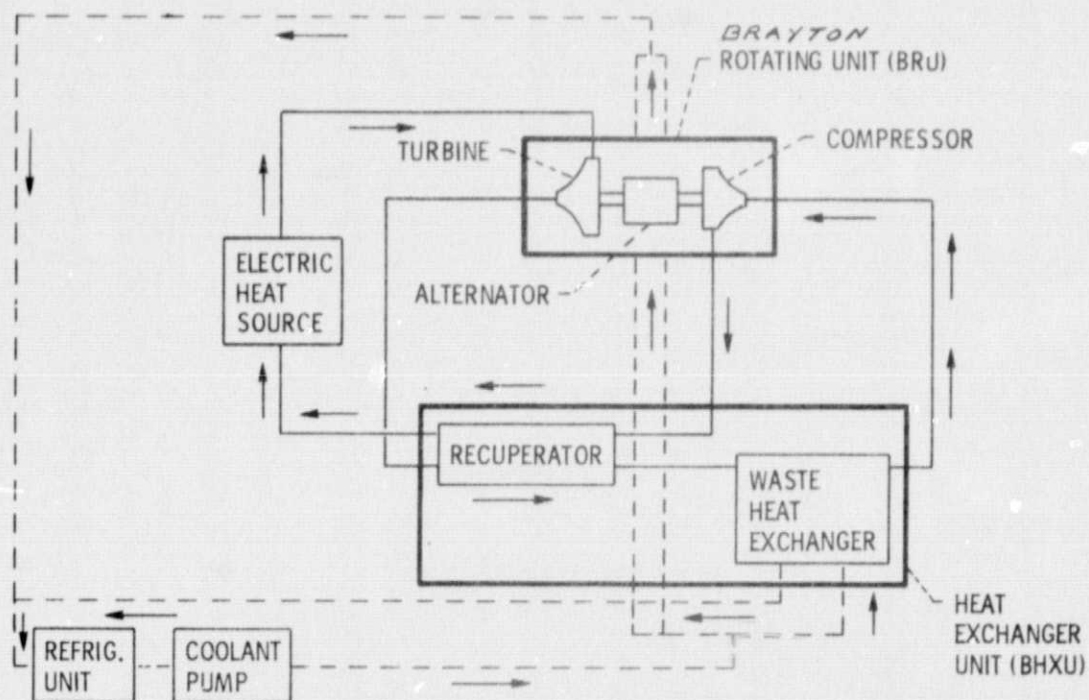 BRAYTON
ROTATING UNIT (BRU)
TURBINE
COMPRESSOR
ELECTRIC
HEAT
SOURCE
ALTERNATOR
RECUPERATOR
WASTE
HEAT
EXCHANGER
HEAT
EXCHANGER
UNIT (BHXU)
REFRIG.
UNIT
COOLANT
PUMP